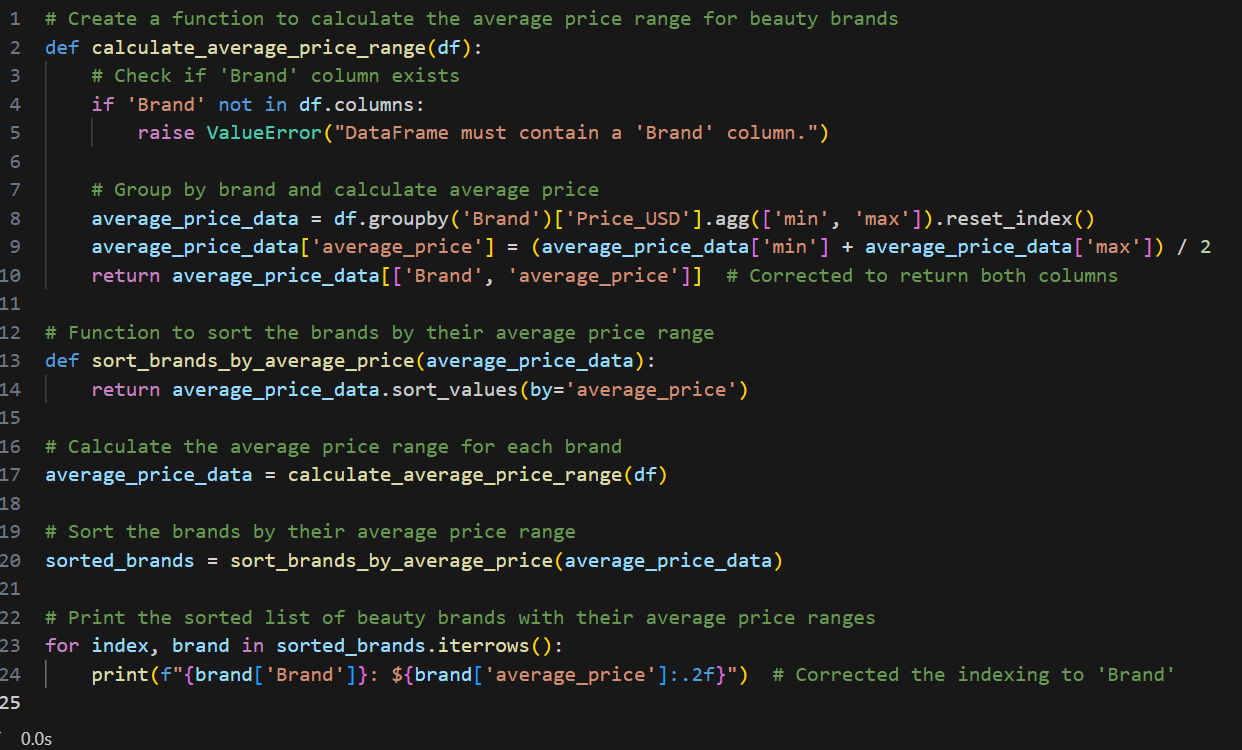 1 # Create a function to calculate the average price range for beauty brands
2 def calculate_average_price_range(df):
3     # Check if 'Brand' column exists
4     if 'Brand' not in df.columns:
5         raise ValueError("DataFrame must contain a 'Brand' column.")
6
7     # Group by brand and calculate average price
8     average_price_data = df.groupby('Brand')['Price_USD'].agg(['min', 'max']).reset_index()
9     average_price_data['average_price'] = (average_price_data['min'] + average_price_data['max']) / 2
10     return average_price_data[['Brand', 'average_price']]  # Corrected to return both columns
11
12 # Function to sort the brands by their average price range
13 def sort_brands_by_average_price(average_price_data):
14     return average_price_data.sort_values(by='average_price')
15
16 # Calculate the average price range for each brand
17 average_price_data = calculate_average_price_range(df)
18
19 # Sort the brands by their average price range
20 sorted_brands = sort_brands_by_average_price(average_price_data)
21
22 # Print the sorted list of beauty brands with their average price ranges
23 for index, brand in sorted_brands.iterrows():
24     print(f"{brand['Brand']}: ${brand['average_price']:.2f}")  # Corrected the indexing to 'Brand'
25
0.0s